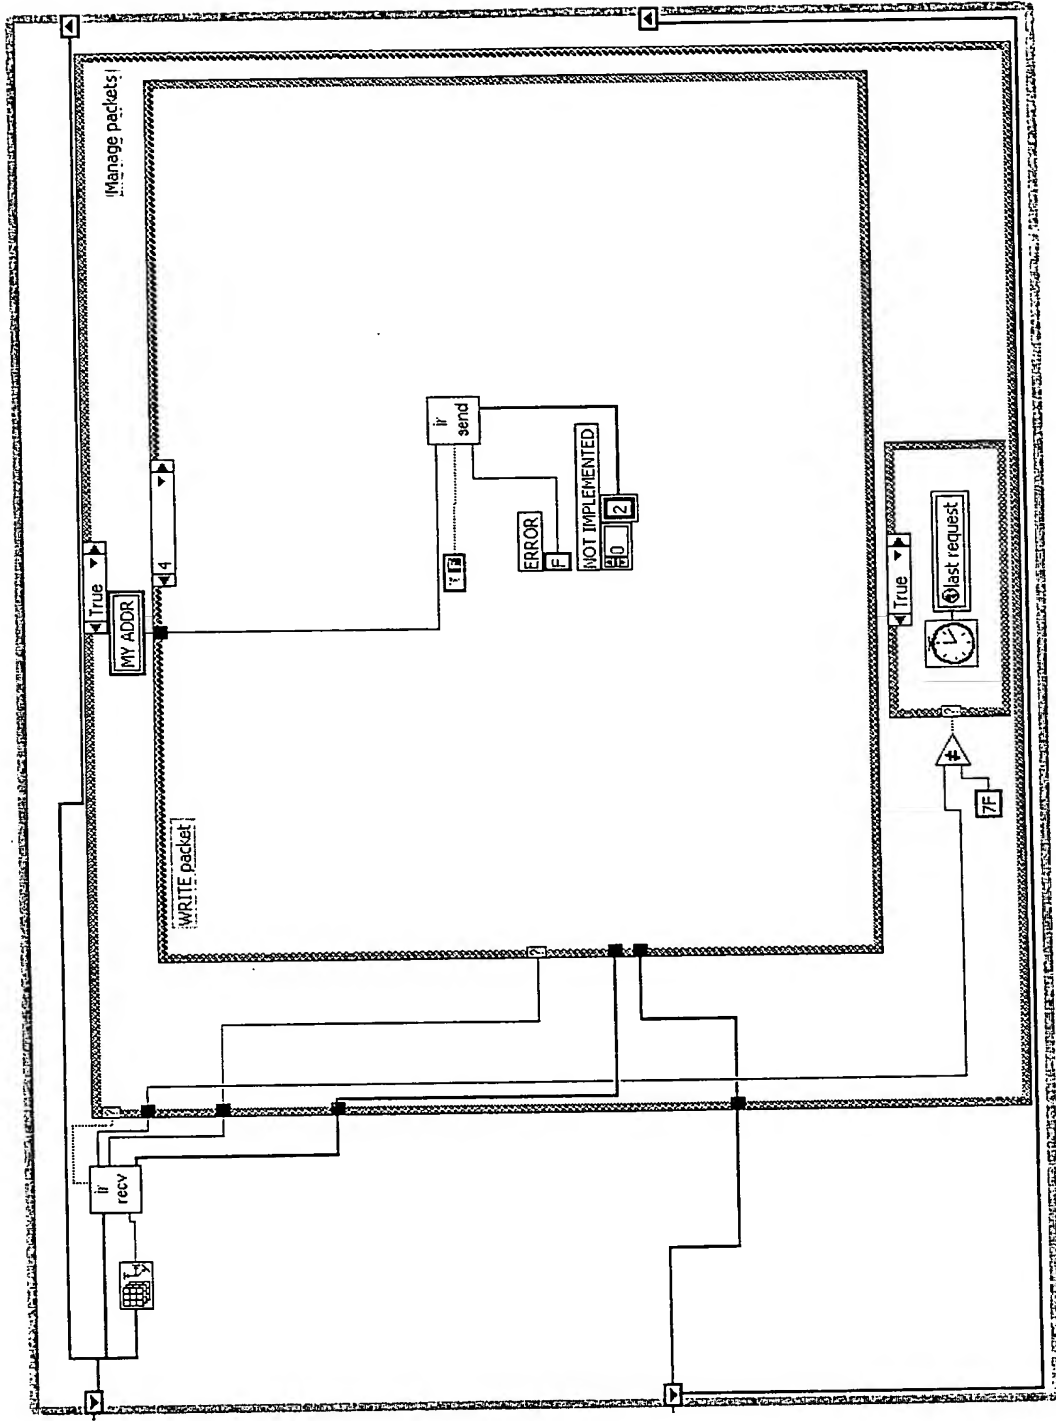 Manage packets
True
MY ADDR
4
WRITE packet
ir
send
ERROR
F
NOT IMPLEMENTED
0
2
ir
recv
?
?
True
last request
?
≠
7F